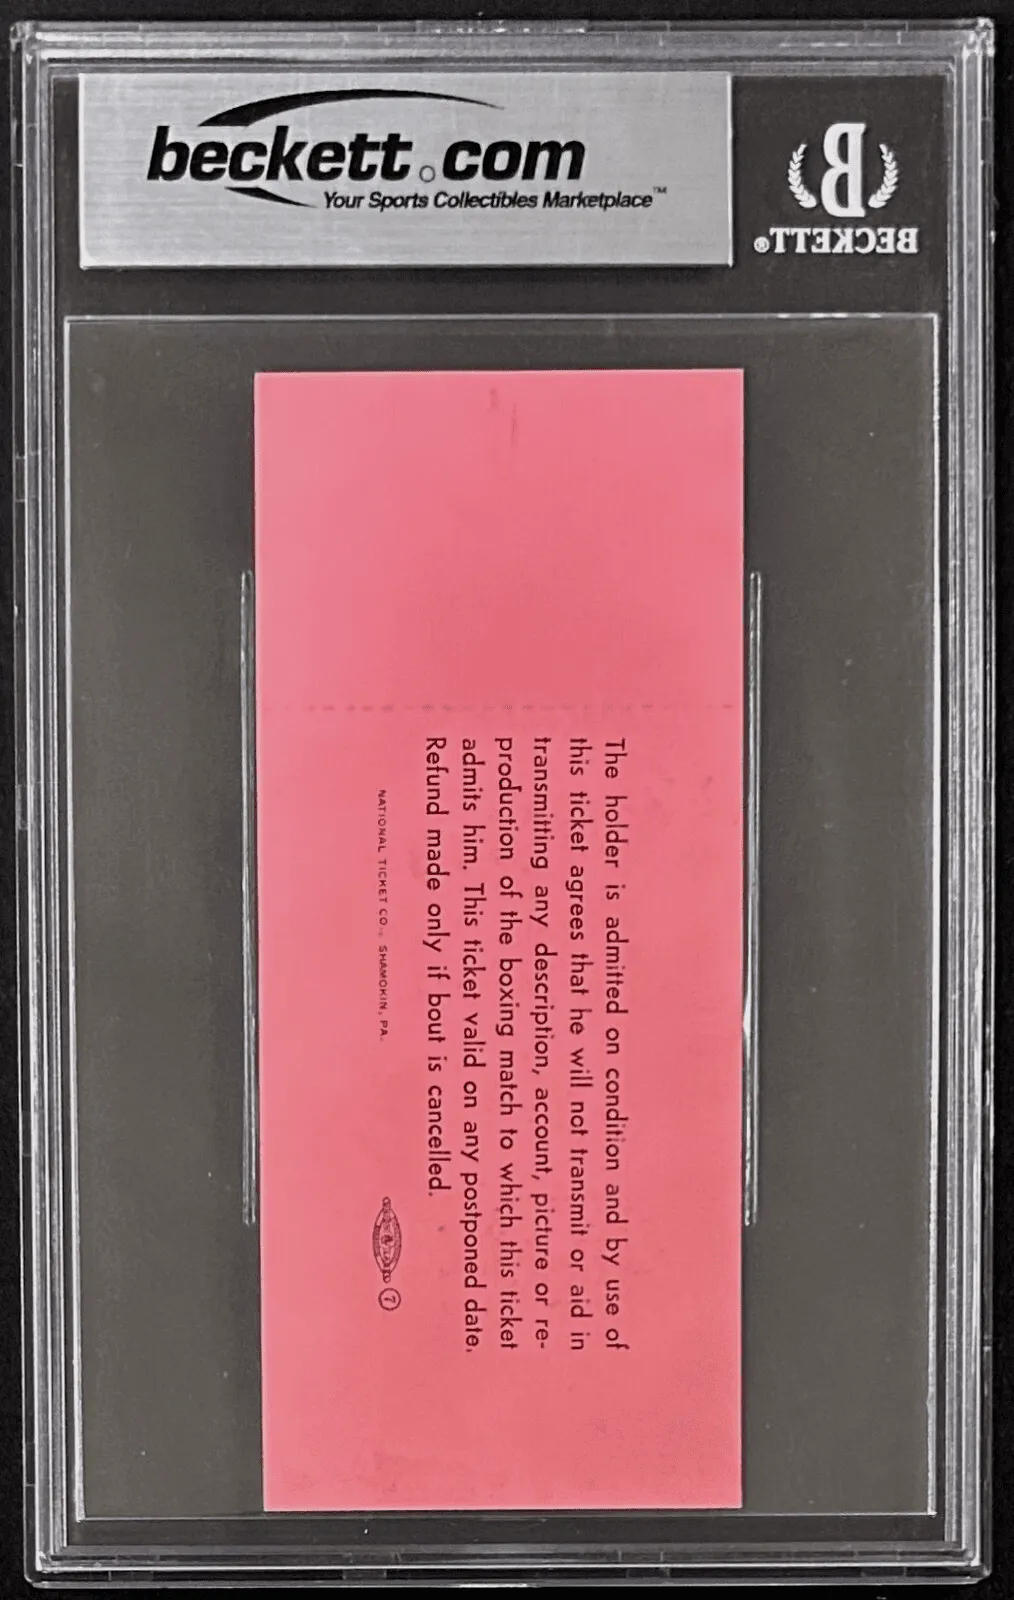 beckett.com
Your Sports Collectibles Marketplace™
B
BECKETT®
The holder is admitted on condition and by use of
this ticket agrees that he will not transmit or aid in
transmitting any description, account, picture or re-
production of the boxing match to which this ticket
admits him. This ticket valid on any postponed date.
Refund made only if bout is cancelled.
NATIONAL TICKET CO., SHAMOKIN, PA.
7